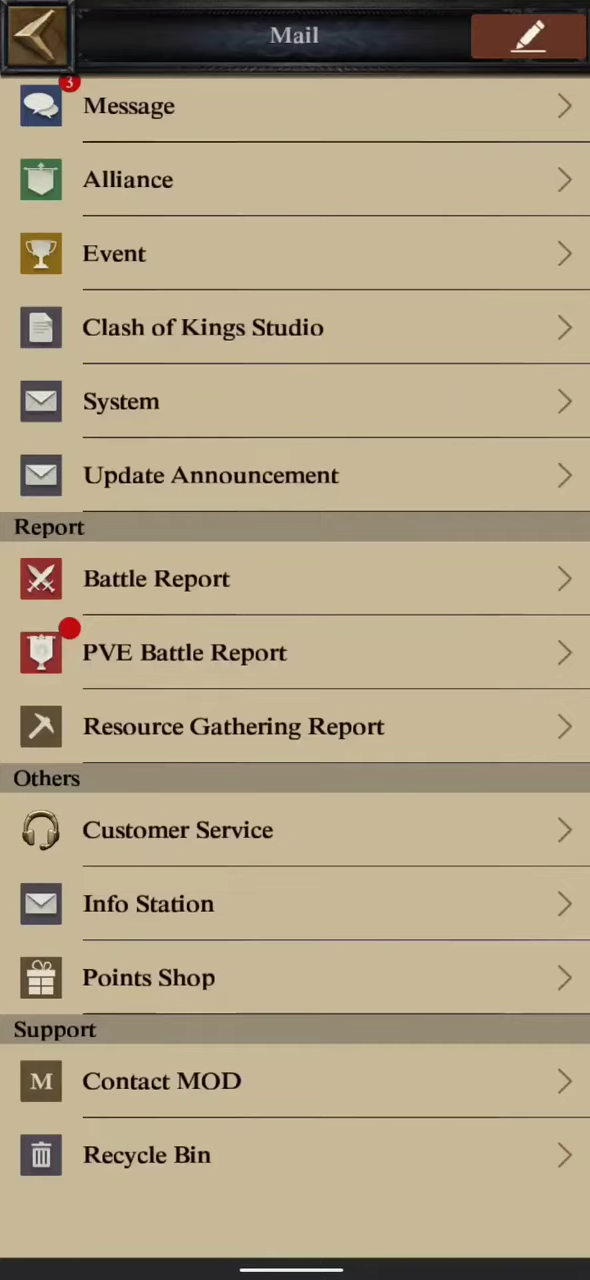 Mail
3
Message
Alliance
Event
Clash of Kings Studio
System
Update Announcement
Report
Battle Report
PVE Battle Report
Resource Gathering Report
Others
Customer Service
Info Station
Points Shop
Support
M
Contact MOD
Recycle Bin